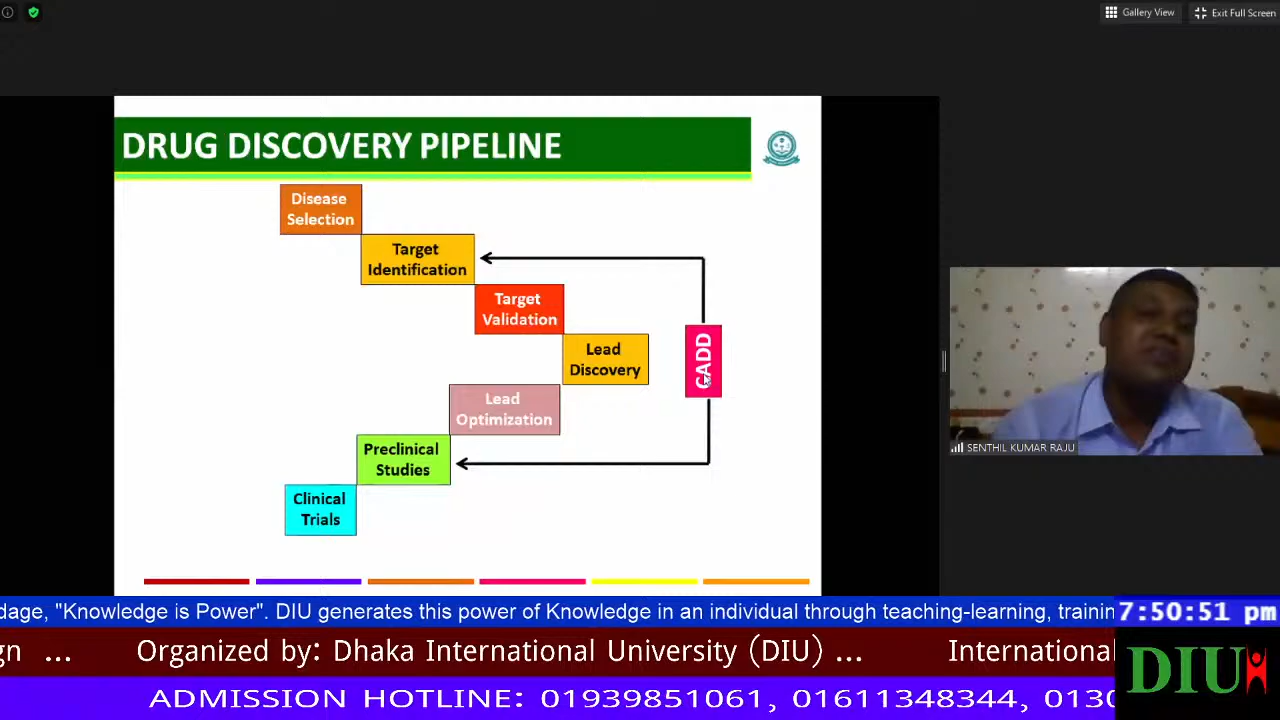 Gallery View
Exit Full Screen
DRUG DISCOVERY PIPELINE
Disease
Selection
Target
Identification
Target
Validation
Lead
Discovery
CADD
Lead
Optimization
Preclinical
Studies
Clinical
Trials
SENTHIL KUMAR RAJU
dage, "Knowledge is Power". DIU generates this power of Knowledge in an individual through teaching-learning, trainin
7:50:51 pm
gn ... Organized by: Dhaka International University (DIU) ... International
DIU
ADMISSION HOTLINE: 01939851061, 01611348344, 0130